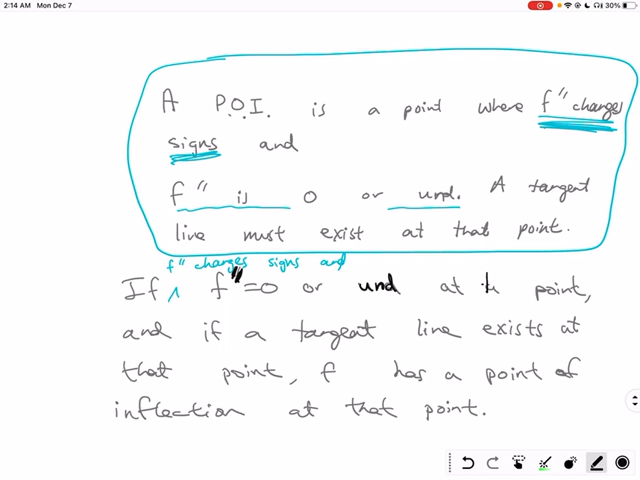 2:14 AM Mon Dec 7 30%
A P.O.I. is a point where f" changes
signs and
f" is 0 or und. A tangent
line must exist at that point.
f" changes signs and
If ^ f"=0 or und at point,
and if a tangent line exists at
that point, f has a point of
inflection at that point.